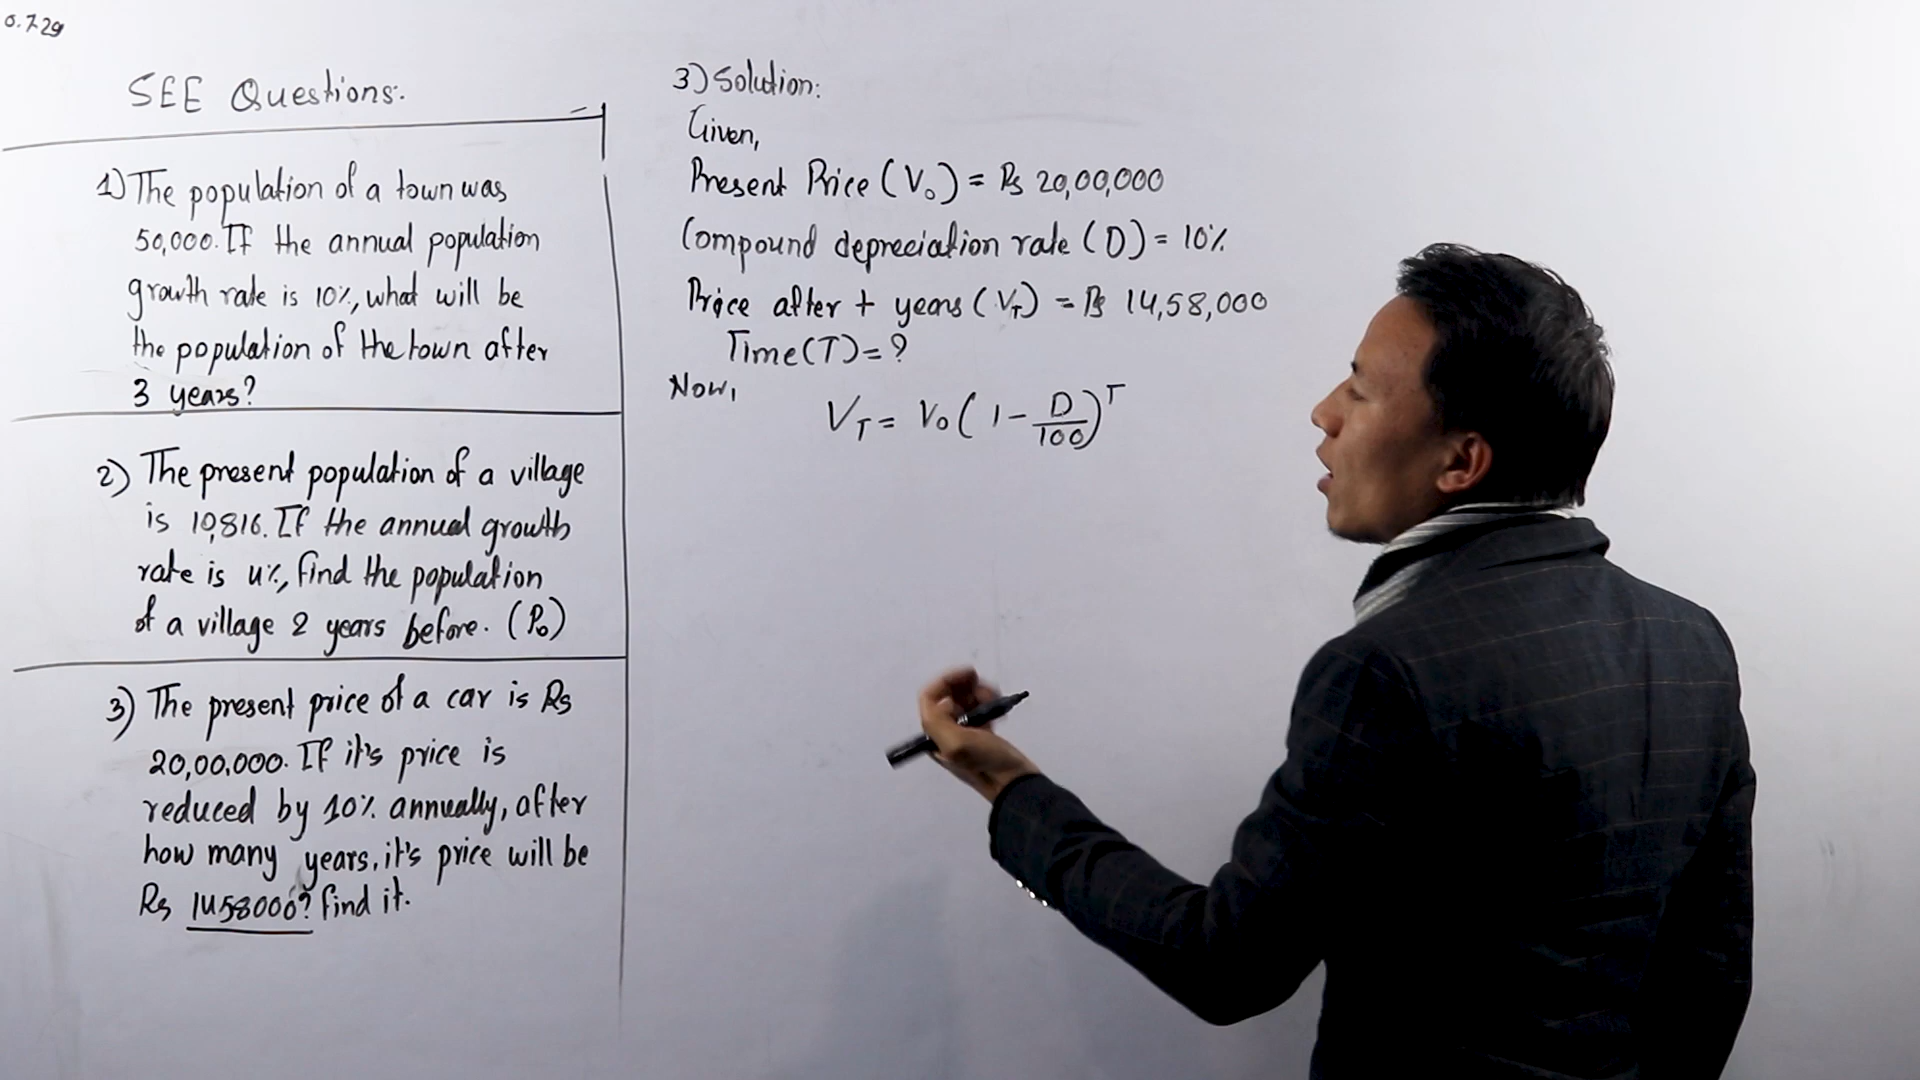 0.729
SEE Questions.
1) The population of a town was
50,000. If the annual population
growth rate is 10%, what will be
the population of the town after
3 years?
2) The present population of a village
is 10,816. If the annual growth
rate is 4%, find the population
of a village 2 years before. (P₀)
3) The present price of a car is Rs
20,00,000. If it's price is
reduced by 10% annually, after
how many years, it's price will be
Rs 1458000? find it.
3) Solution:
Given,
Present Price (V₀) = Rs 20,00,000
Compound depreciation rate (D) = 10%
Price after t years (V_T) = Rs 14,58,000
Time (T) = ?
Now,
V_T = V₀ (1 - D/100)^T